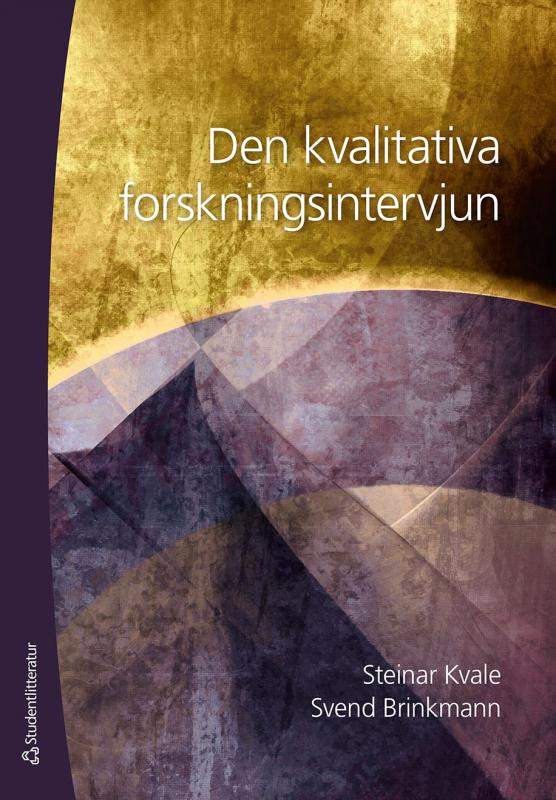 Den kvalitativa
forskningsintervjun
Steinar Kvale
Svend Brinkmann
Studentlitteratur